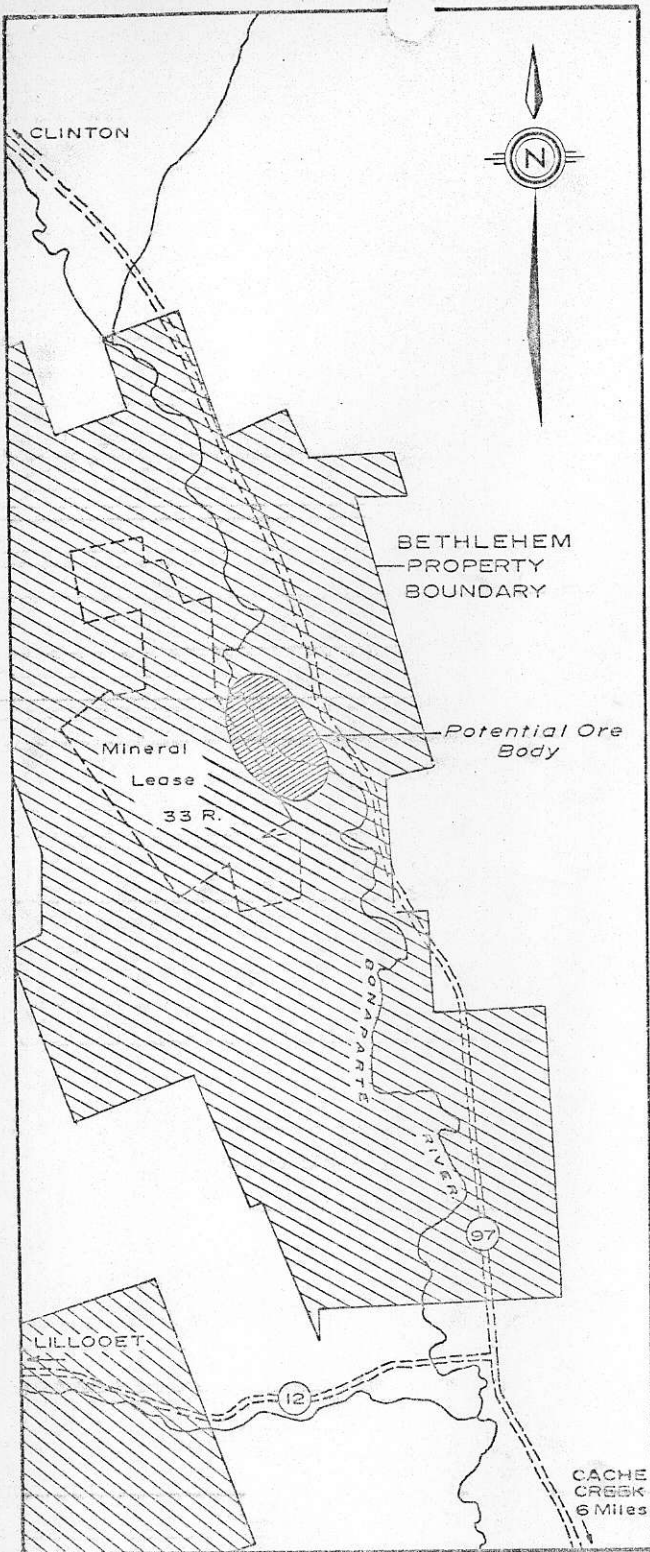 CLINTON
N
BETHLEHEM
PROPERTY
BOUNDARY
Potential Ore
Body
Mineral
Lease
33 R.
BONAPARTE
RIVER
97
LILLOOET
12
CACHE
CREEK
6 Miles